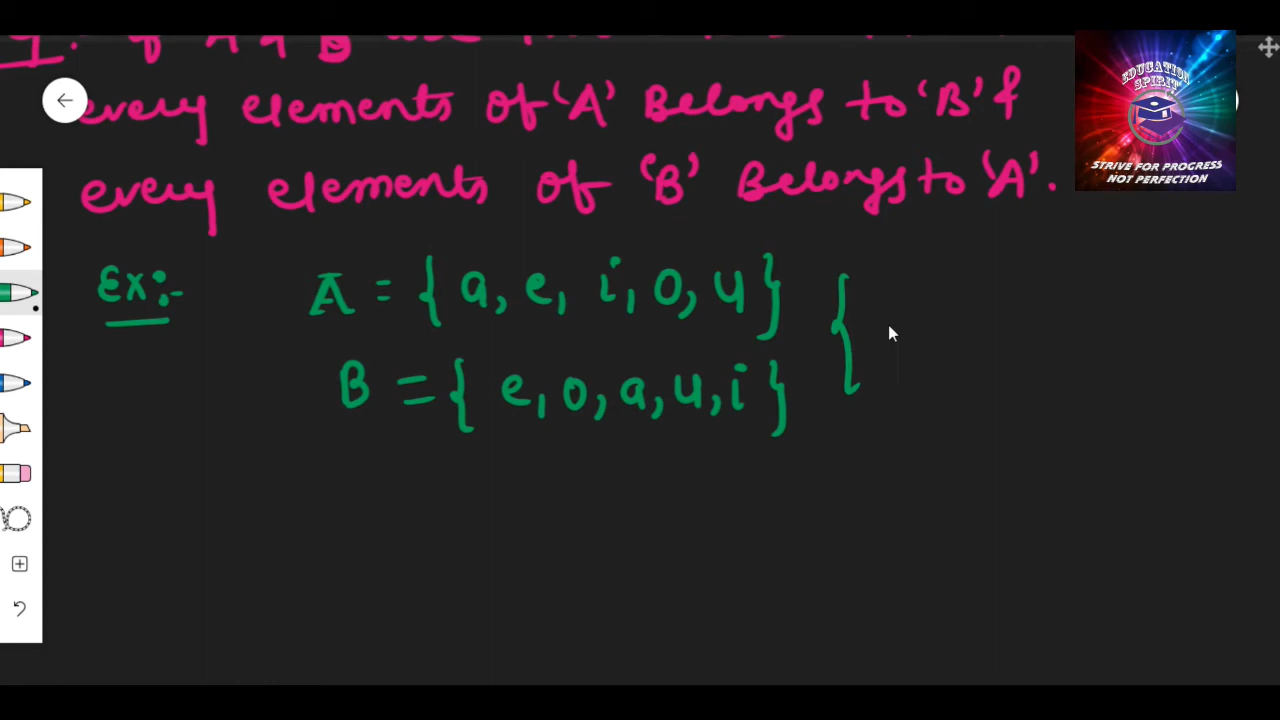 every elements of 'A' Belongs to 'B' &
every elements of 'B' Belongs to 'A'.
Ex:-
A = { a, e, i, o, u }
B = { e, o, a, u, i }
EDUCATION
SPIRIT
STRIVE FOR PROGRESS
NOT PERFECTION